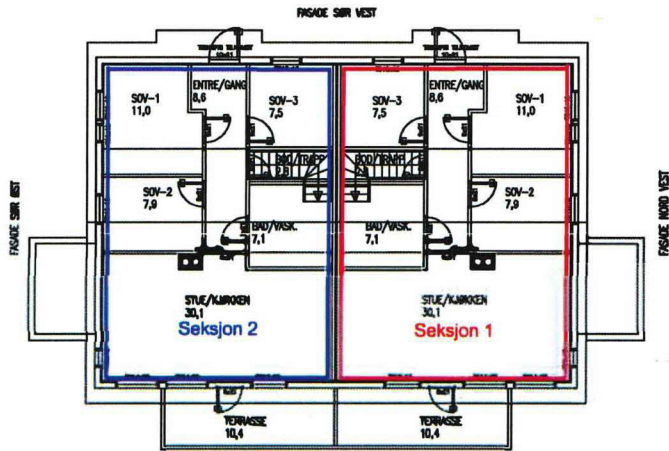 FASADE SØR VEST
ENTRE/GANG
8,6
ENTRE/GANG
8,6
SOV-1
11,0
SOV-3
7,5
SOV-3
7,5
SOV-1
11,0
BOD/TRAPP
BOD/TRAPP
SOV-2
7,9
SOV-2
7,9
BAD/VASK.
7,1
BAD/VASK.
7,1
FASADE SØR ØST
FASADE NORD VEST
STUE/KJØKKEN
30,1
Seksjon 2
STUE/KJØKKEN
30,1
Seksjon 1
TERRASSE
10,4
TERRASSE
10,4